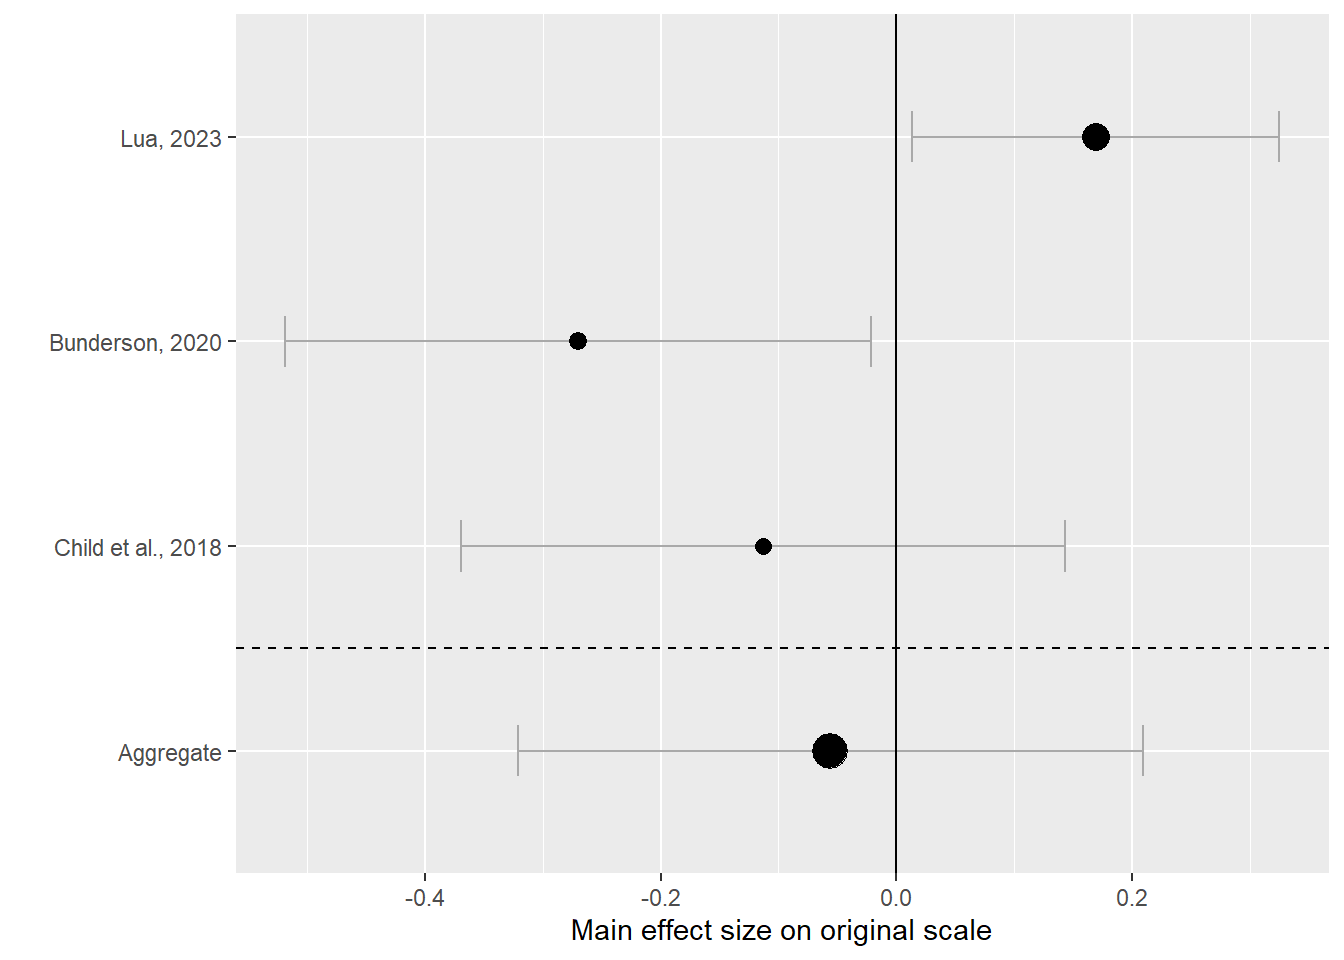 Lua, 2023
Bunderson, 2020
Child et al., 2018
Aggregate
-0.4 -0.2 0.0 0.2
Main effect size on original scale